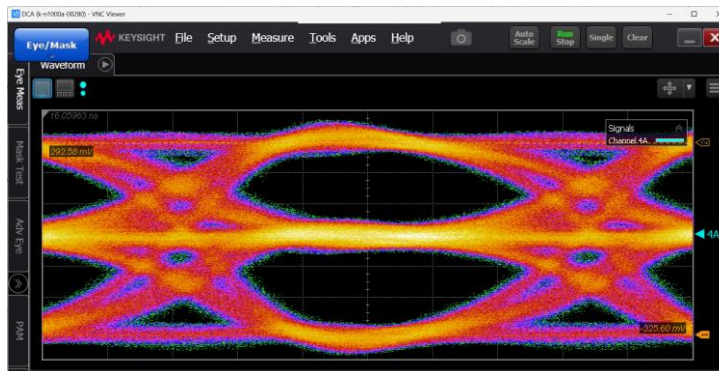 DCA (k-n1000a-08280) - VNC Viewer
Eye/Mask
KEYSIGHT File Setup Measure Tools Apps Help
Auto Scale
Run Stop
Single
Clear
Waveform
Eye Meas
Mask Test
Adv Eye
PAM
16.05963 ns
292.58 mV
Signals
Channel 4A...
4A
-325.60 mV